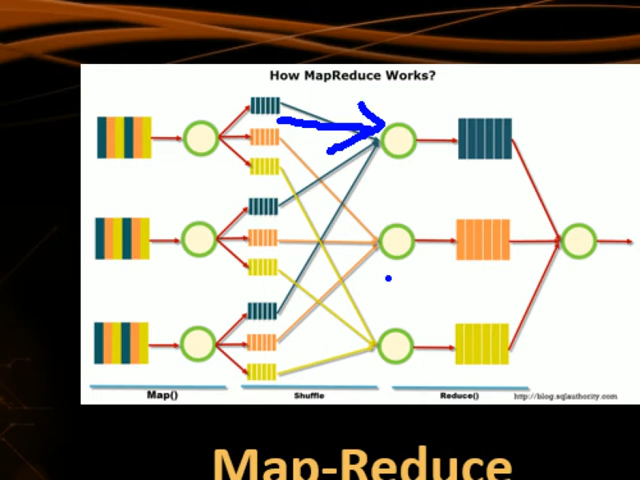 How MapReduce Works?
Map()
Shuffle
Reduce()
http://blog.sqlauthority.com
Map-Reduce